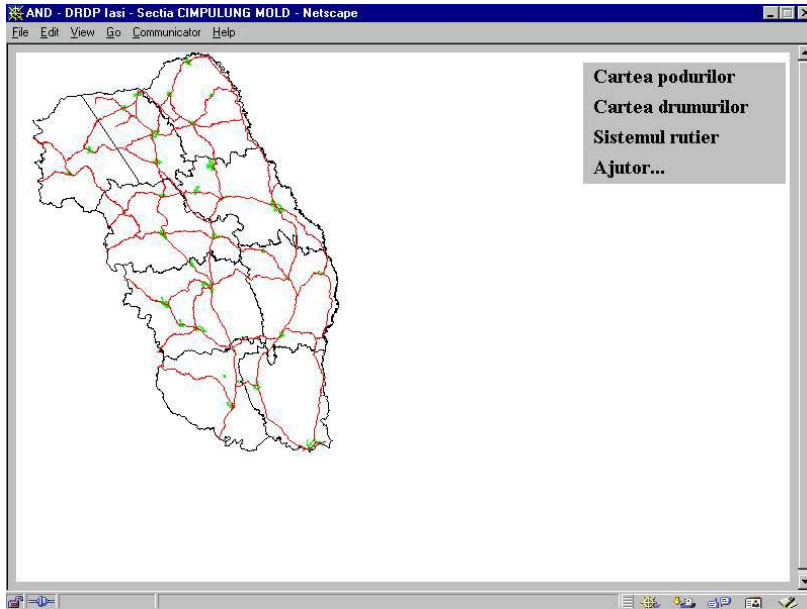 AND - DRDP Iasi - Sectia CIMPULUNG MOLD - Netscape
File Edit View Go Communicator Help
Cartea podurilor
Cartea drumurilor
Sistemul rutier
Ajutor...